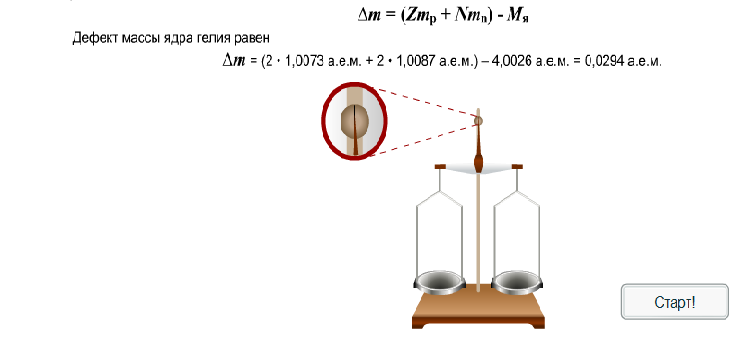 Δm = (Zmp + Nmn) - Mя
Дефект массы ядра гелия равен
Δm = (2 · 1,0073 а.е.м. + 2 • 1,0087 а.е.м.) – 4,0026 а.е.м. = 0,0294 а.е.м.
Старт!